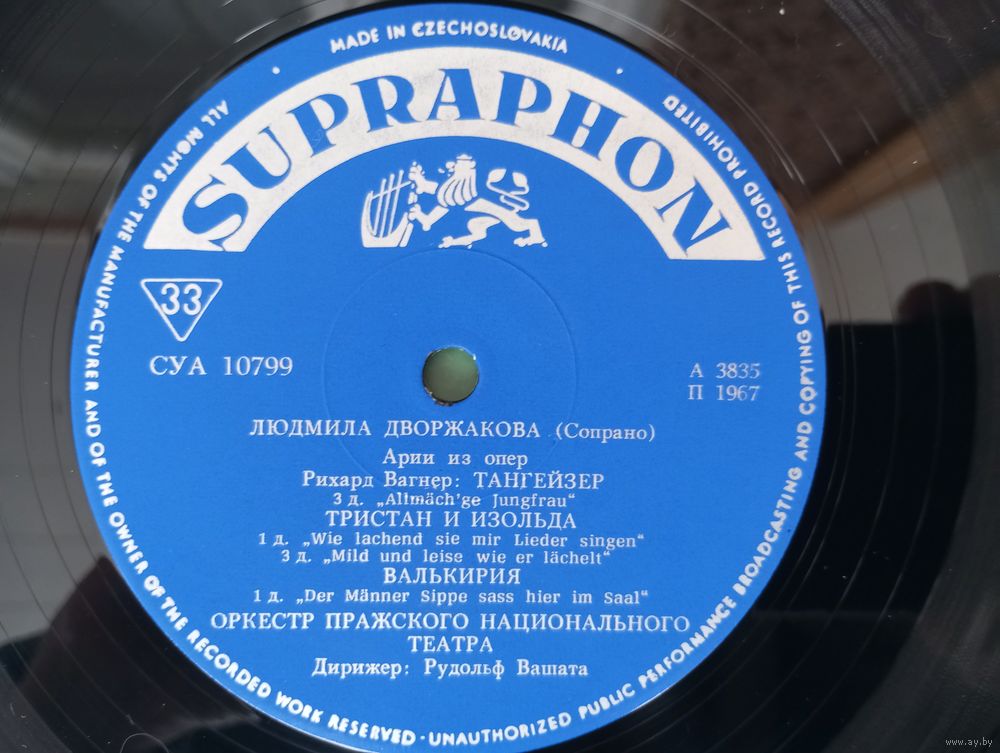 MADE IN CZECHOSLOVAKIA
SUPRAPHON
33
СУА 10799
А 3835
П 1967
ЛЮДМИЛА ДВОРЖАКОВА (Сопрано)
Арии из опер
Рихард Вагнер: ТАНГЕЙЗЕР
3 д. „Allmäch'ge Jungfrau“
ТРИСТАН И ИЗОЛЬДА
1 д. „Wie lachend sie mir Lieder singen“
3 д. „Mild und leise wie er lächelt“
ВАЛЬКИРИЯ
1 д. „Der Männer Sippe sass hier im Saal“
ОРКЕСТР ПРАЖСКОГО НАЦИОНАЛЬНОГО
ТЕАТРА
Дирижер: Рудольф Вашата
ALL RIGHTS OF THE MANUFACTURER AND OF THE OWNER OF THE RECORDED WORK RESERVED · UNAUTHORIZED PUBLIC PERFORMANCE BROADCASTING AND COPYING OF THIS RECORD PROHIBITED
www.ay.by